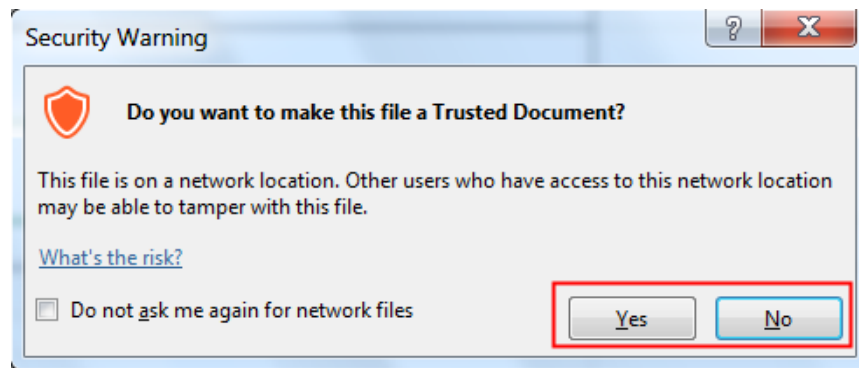 Security Warning
?
X
Do you want to make this file a Trusted Document?
This file is on a network location. Other users who have access to this network location
may be able to tamper with this file.
What's the risk?
Do not ask me again for network files
Yes
No